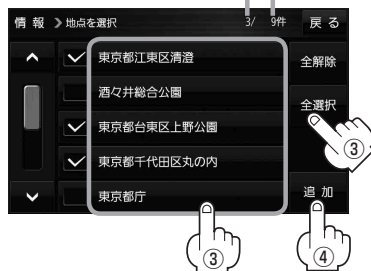 情報 > 地点を選択 3/ 9件 戻る
東京都江東区清澄 全解除
酒々井総合公園
全選択
東京都台東区上野公園
③
東京都千代田区丸の内
東京都庁 追加
③ ④